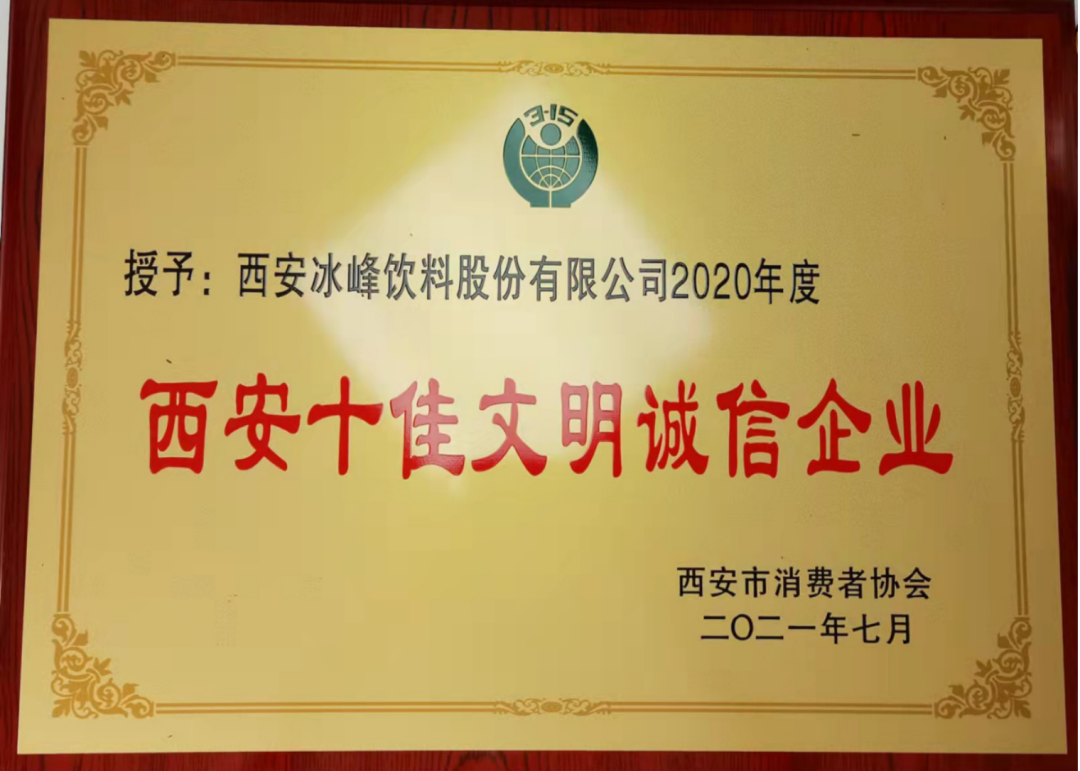 3·15
授予：西安冰峰饮料股份有限公司2020年度
西安十佳文明诚信企业
西安市消费者协会
二〇二一年七月